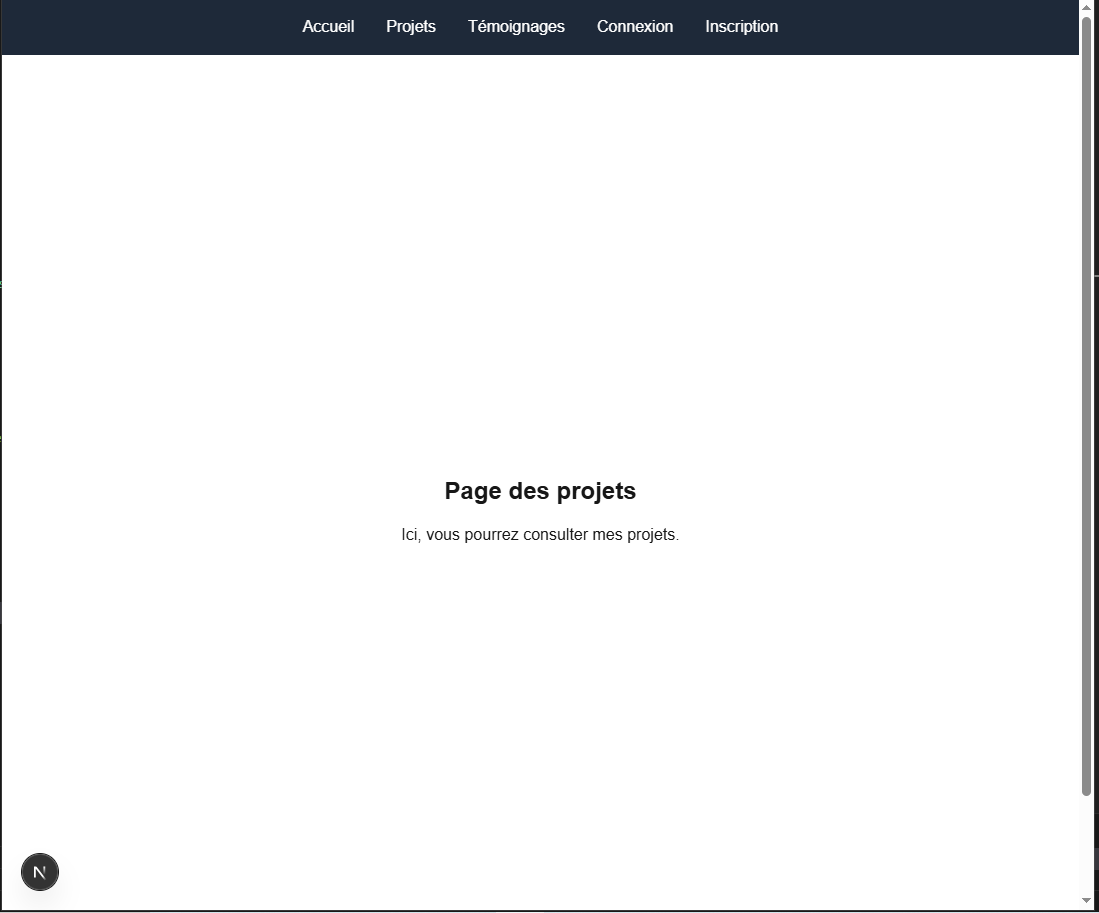 Accueil Projets Témoignages Connexion Inscription
Page des projets
Ici, vous pourrez consulter mes projets.
N